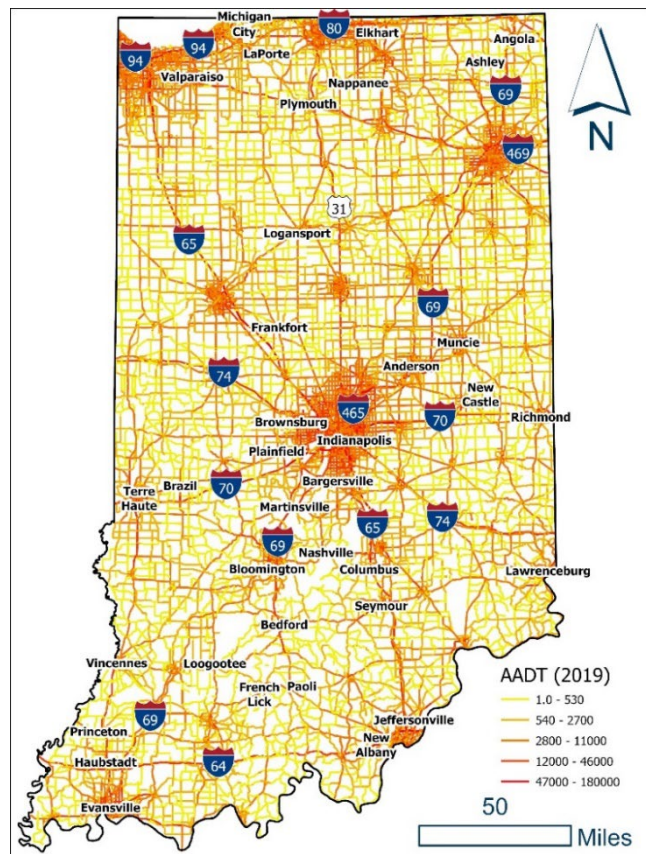 Michigan
City
80
Elkhart
Angola
94
94
LaPorte
Ashley
Valparaiso
Nappanee
69
Plymouth
N
469
31
Logansport
65
69
Frankfort
Muncie
Anderson
74
New
Castle
465
Brownsburg
70
Richmond
Indianapolis
Plainfield
Bargersville
70
Brazil
Terre
Haute
Martinsville
65
74
69
Nashville
Bloomington
Columbus
Lawrenceburg
Seymour
Bedford
Vincennes
Loogootee
AADT (2019)
French
Lick
Paoli
1.0 - 530
540 - 2700
69
Jeffersonville
2800 - 11000
Princeton
New
Albany
12000 - 46000
Haubstadt
64
47000 - 180000
Evansville
50
Miles